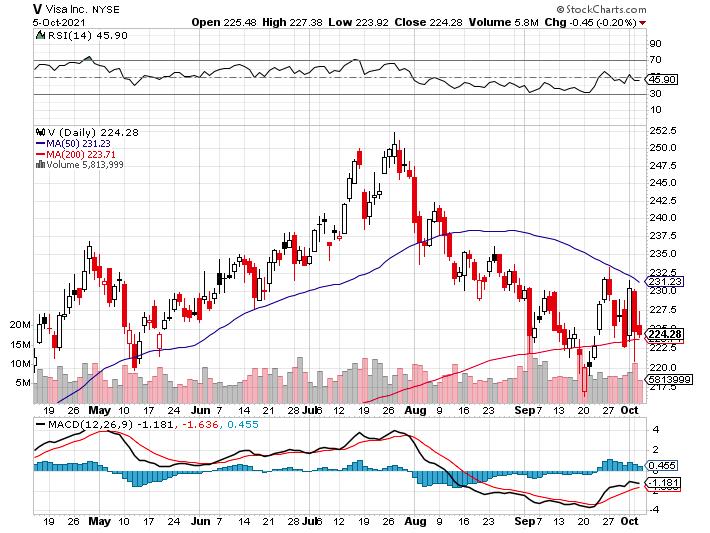 V Visa Inc. NYSE © StockCharts.com
5-Oct-2021 Open 225.48 High 227.38 Low 223.92 Close 224.28 Volume 5.8M Chg -0.45 (-0.20%)
RSI(14) 45.90
90
70
50
45.90
30
10
V (Daily) 224.28
MA(50) 231.23
MA(200) 223.71
Volume 5,813,999
252.5
250.0
247.5
245.0
242.5
240.0
237.5
235.0
232.5
231.23
230.0
227.5
224.28
222.5
220.0
217.5
5813999
20M
15M
10M
5M
19 26 May 10 17 24 Jun 7 14 21 28 Jul 6 12 19 26 Aug 9 16 23 Sep 7 13 20 27 Oct
MACD(12,26,9) -1.181, -1.636, 0.455
4
2
0.455
-1.181
-4
19 26 May 10 17 24 Jun 7 14 21 28 Jul 6 12 19 26 Aug 9 16 23 Sep 7 13 20 27 Oct